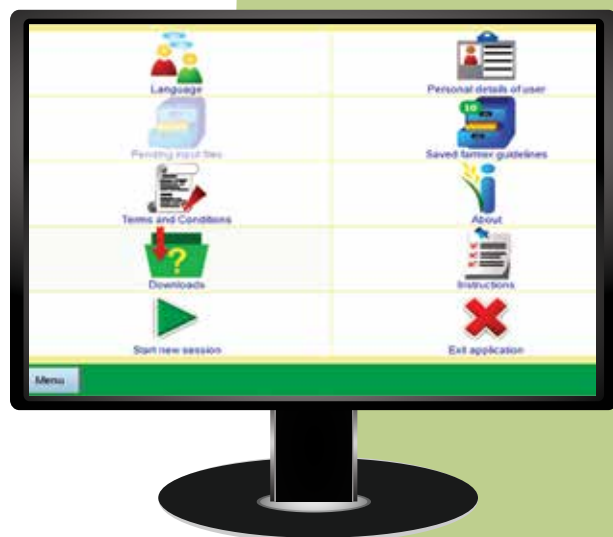 Language
Personal details of user
Pending input files
10
Saved farmer guidelines
Terms and Conditions
About
Downloads
Instructions
Start new session
Exit application
Menu